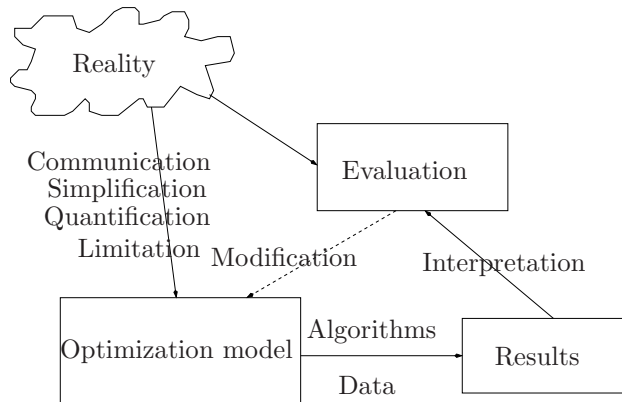 Reality
Communication
Simplification
Quantification
Limitation
Evaluation
Modification
Interpretation
Optimization model
Algorithms
Data
Results